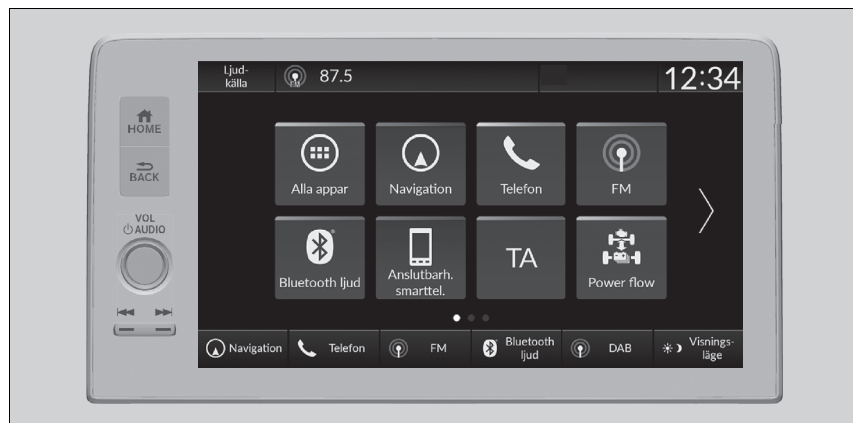 Ljud-
källa
FM
87.5
12:34
HOME
BACK
VOL
AUDIO
Alla appar
Navigation
Telefon
FM
Bluetooth ljud
Anslutbarh.
smarttel.
TA
Power flow
Navigation
Telefon
FM
Bluetooth
ljud
DAB
Visnings-
läge